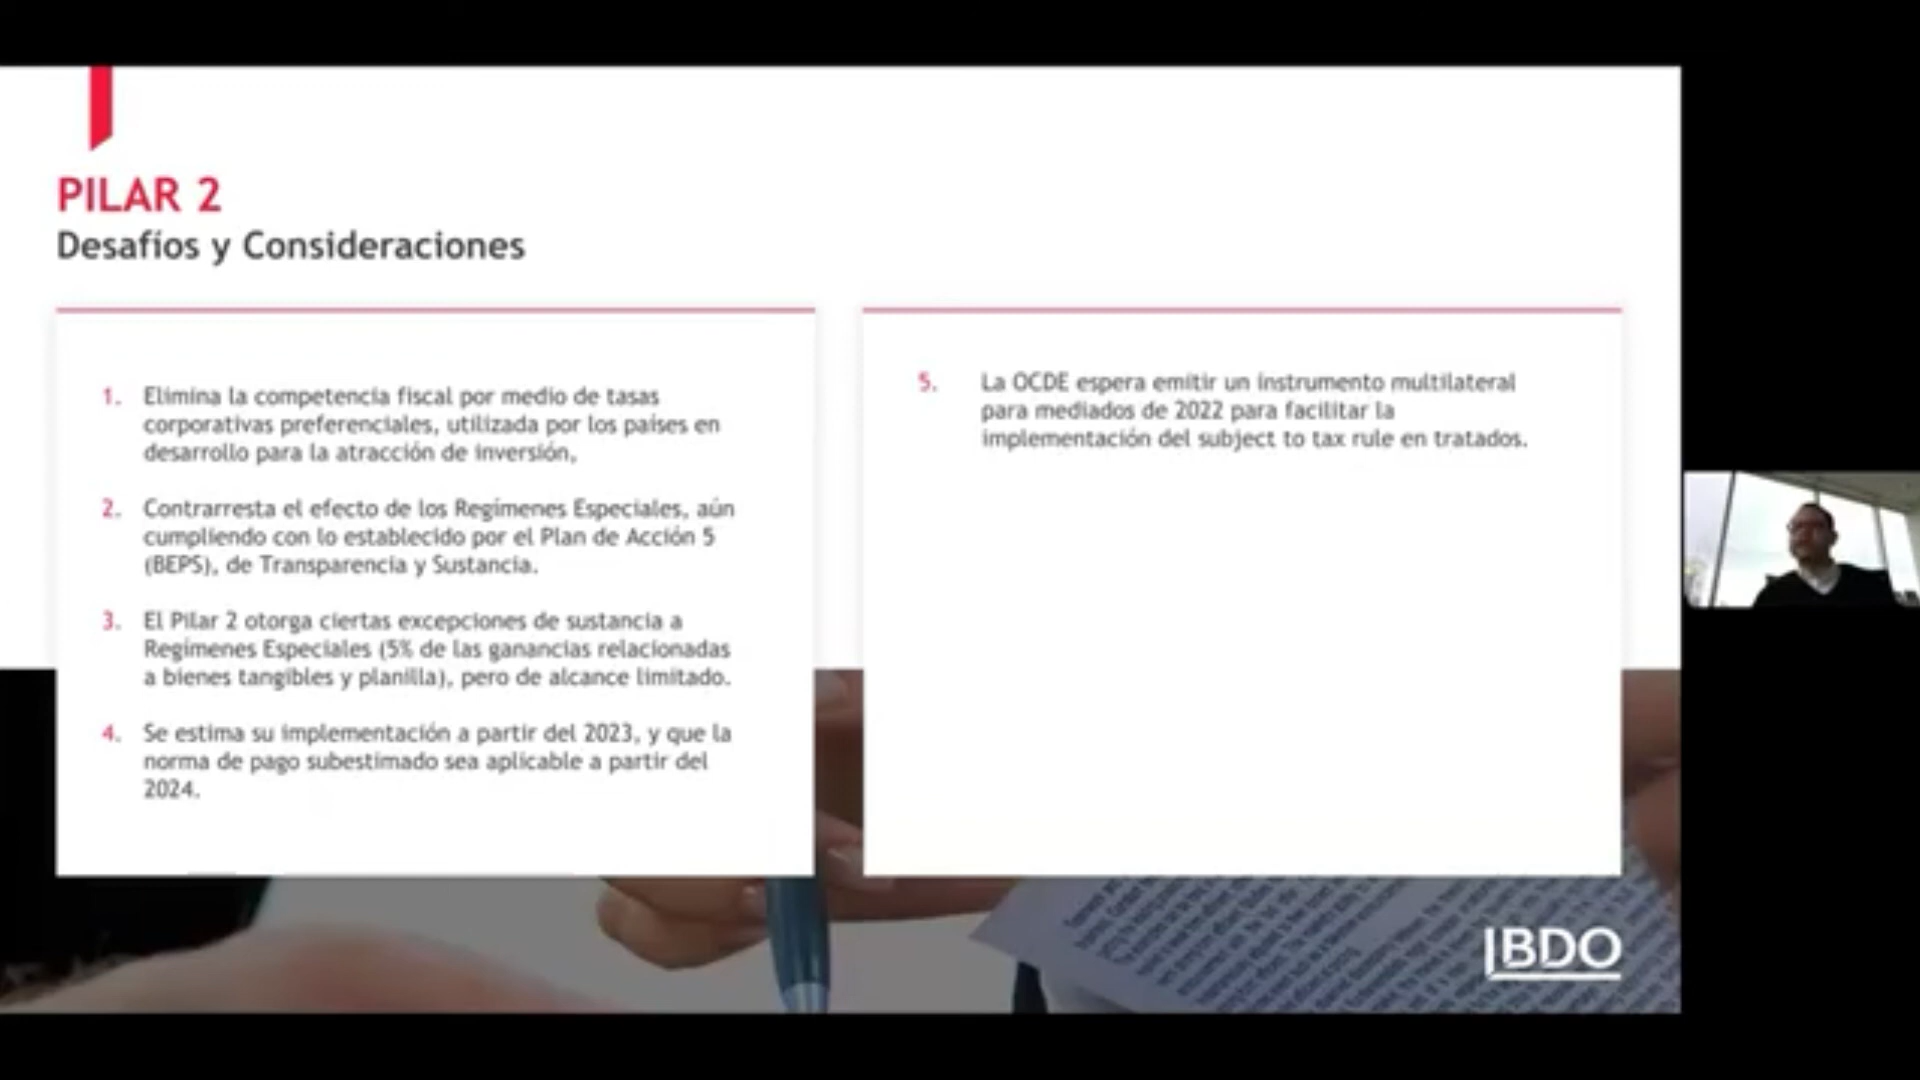 PILAR 2
Desafíos y Consideraciones
1. Elimina la competencia fiscal por medio de tasas
corporativas preferenciales, utilizada por los países en
desarrollo para la atracción de inversión,
2. Contrarresta el efecto de los Regímenes Especiales, aún
cumpliendo con lo establecido por el Plan de Acción 5
(BEPS), de Transparencia y Sustancia.
3. El Pilar 2 otorga ciertas excepciones de sustancia a
Regímenes Especiales (5% de las ganancias relacionadas
a bienes tangibles y planilla), pero de alcance limitado.
4. Se estima su implementación a partir del 2023, y que la
norma de pago subestimado sea aplicable a partir del
2024.
5. La OCDE espera emitir un instrumento multilateral
para mediados de 2022 para facilitar la
implementación del subject to tax rule en tratados.
BDO